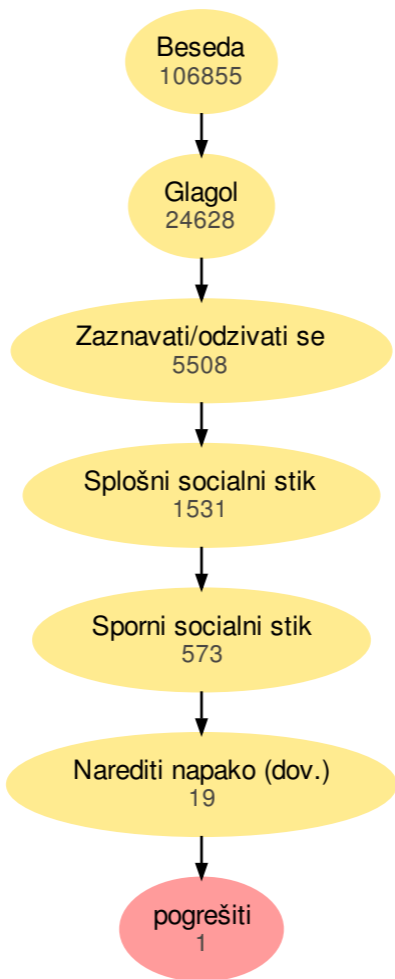 Beseda
106855
Glagol
24628
Zaznavati/odzivati se
5508
Splošni socialni stik
1531
Sporni socialni stik
573
Narediti napako (dov.)
19
pogrešiti
1